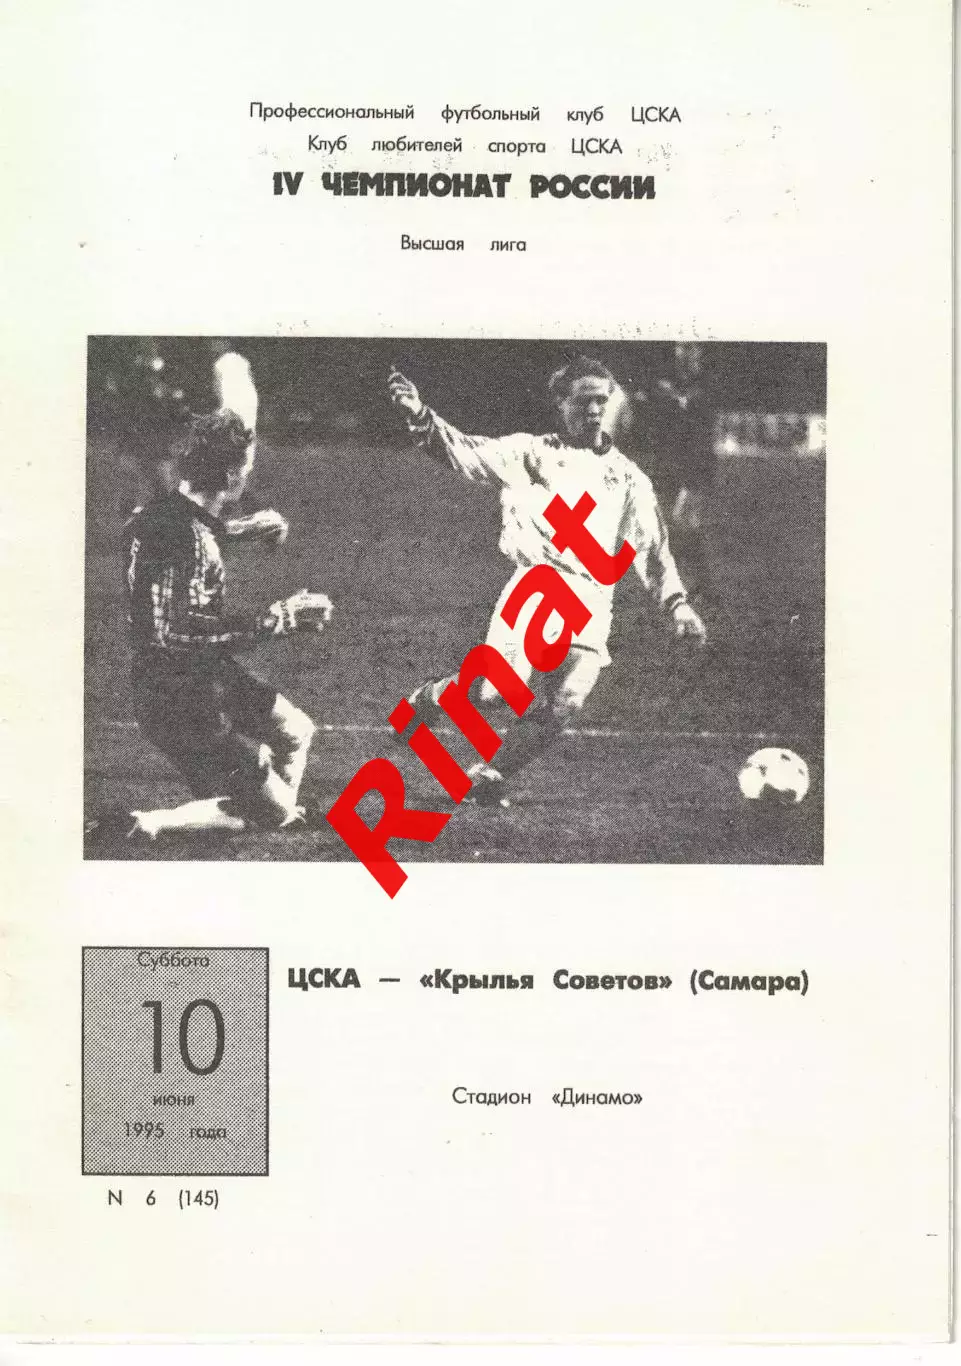 Профессиональный футбольный клуб ЦСКА
Клуб любителей спорта ЦСКА
IV ЧЕМПИОНАТ РОССИИ
Высшая лига
Rinat
Суббота
10
июня
1995 года
N 6 (145)
ЦСКА — «Крылья Советов» (Самара)
Стадион «Динамо»